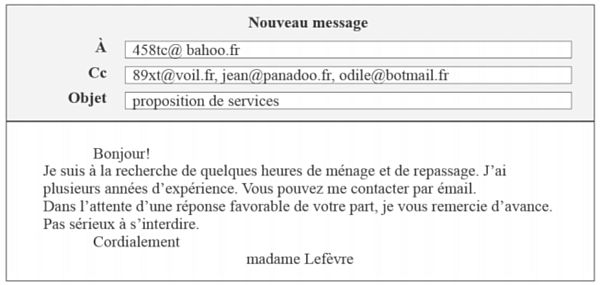 Nouveau message
À 458tc@ bahoo.fr
Cc 89xt@voil.fr, jean@panadoo.fr, odile@botmail.fr
Objet proposition de services
Bonjour!
Je suis à la recherche de quelques heures de ménage et de repassage. J’ai
plusieurs années d’expérience. Vous pouvez me contacter par émail.
Dans l’attente d’une réponse favorable de votre part, je vous remercie d’avance.
Pas sérieux à s’interdire.
Cordialement
madame Lefèvre